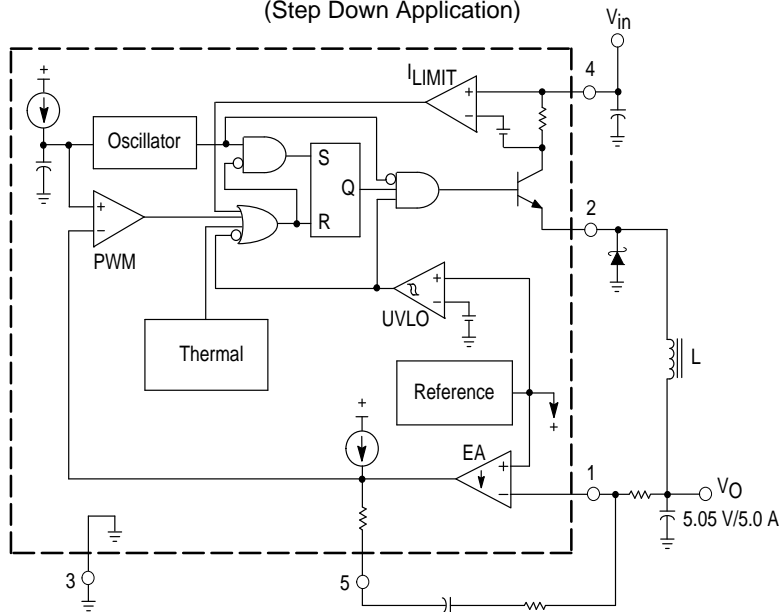 (Step Down Application)
Vin
ILIMIT
4
+
+
−
Oscillator
S
Q
R
+
−
PWM
2
+
−
UVLO
Thermal
L
Reference
+
+
EA
+
−
1
VO
5.05 V/5.0 A
3
5